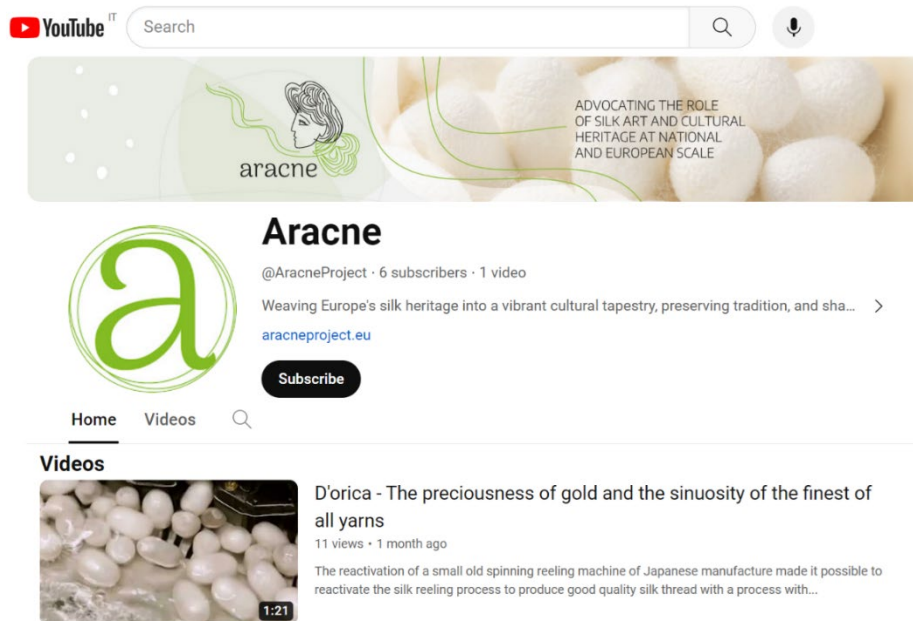 YouTube IT
Search
aracne
ADVOCATING THE ROLE
OF SILK ART AND CULTURAL
HERITAGE AT NATIONAL
AND EUROPEAN SCALE
a
Aracne
@AracneProject · 6 subscribers · 1 video
Weaving Europe's silk heritage into a vibrant cultural tapestry, preserving tradition, and sha...
aracneproject.eu
Subscribe
Home Videos
Videos
D'orica - The preciousness of gold and the sinuosity of the finest of
all yarns
11 views • 1 month ago
The reactivation of a small old spinning reeling machine of Japanese manufacture made it possible to
reactivate the silk reeling process to produce good quality silk thread with a process with...
1:21